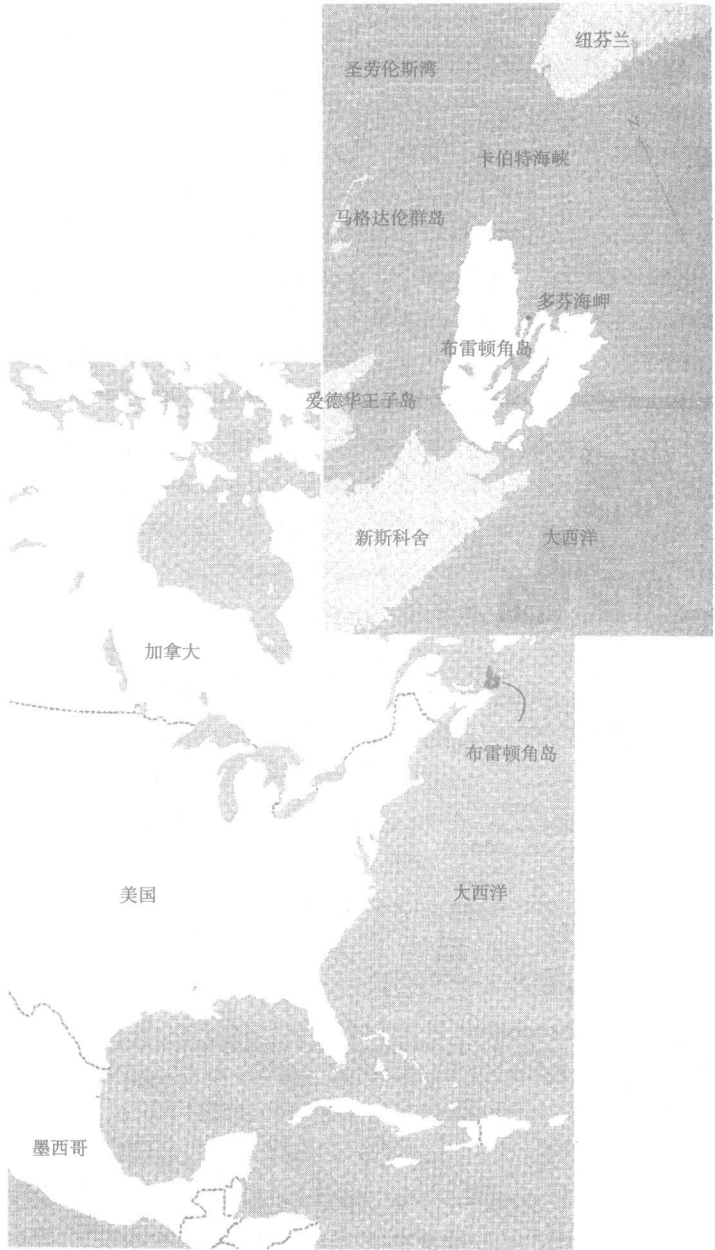 纽芬兰
圣劳伦斯湾
N
卡伯特海峡
马格达伦群岛
多芬海岬
布雷顿角岛
爱德华王子岛
新斯科舍
大西洋
加拿大
布雷顿角岛
美国
大西洋
墨西哥